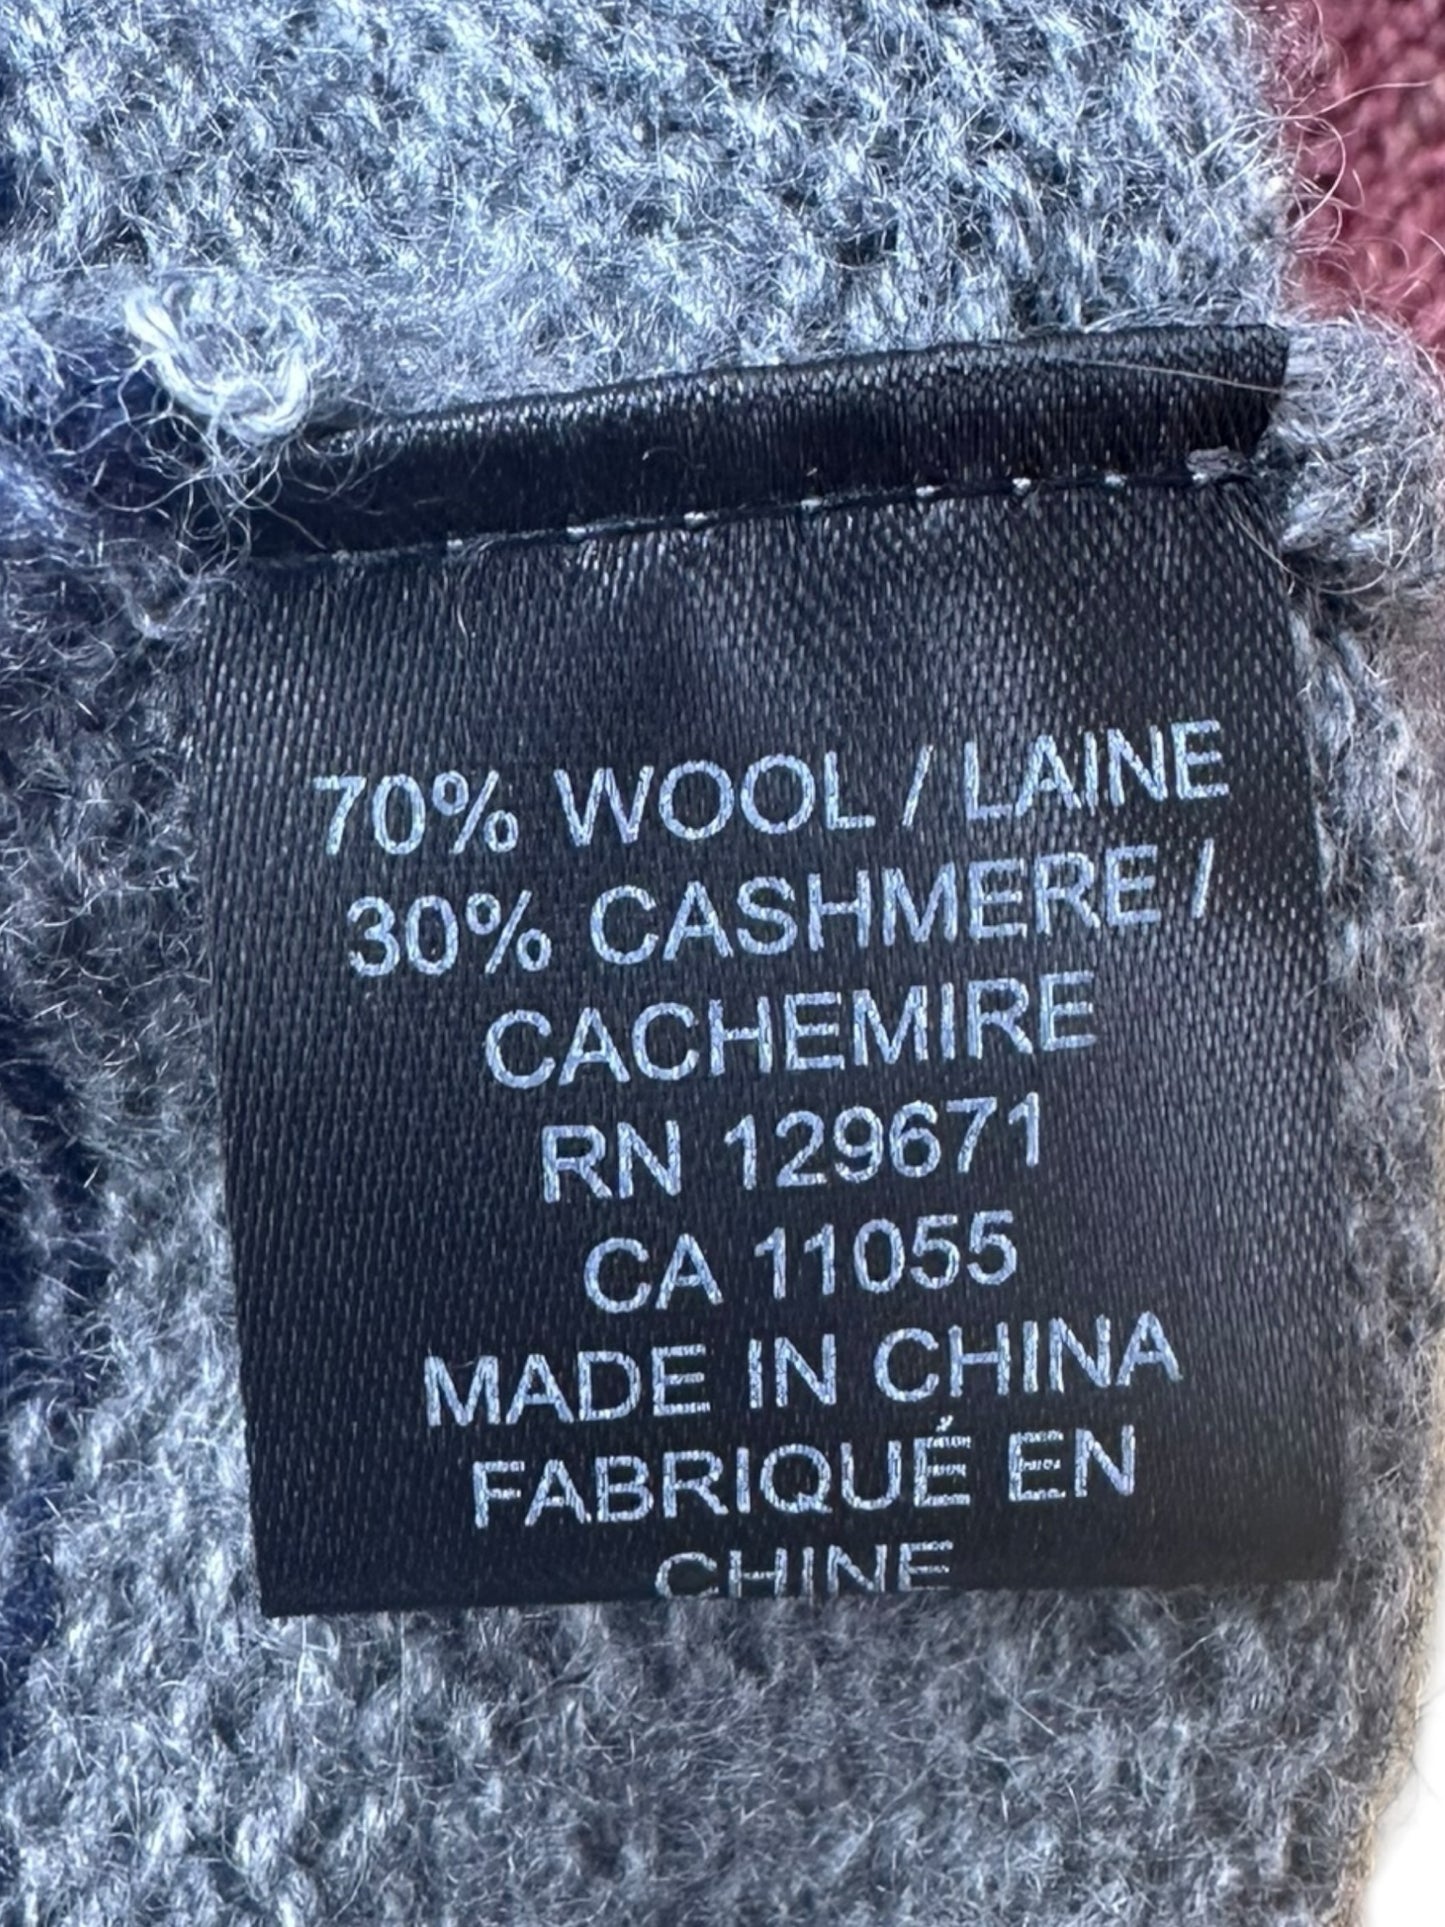 70% WOOL / LAINE
30% CASHMERE /
CACHEMIRE
RN 129671
CA 11055
MADE IN CHINA
FABRIQUÉ EN
CHINE